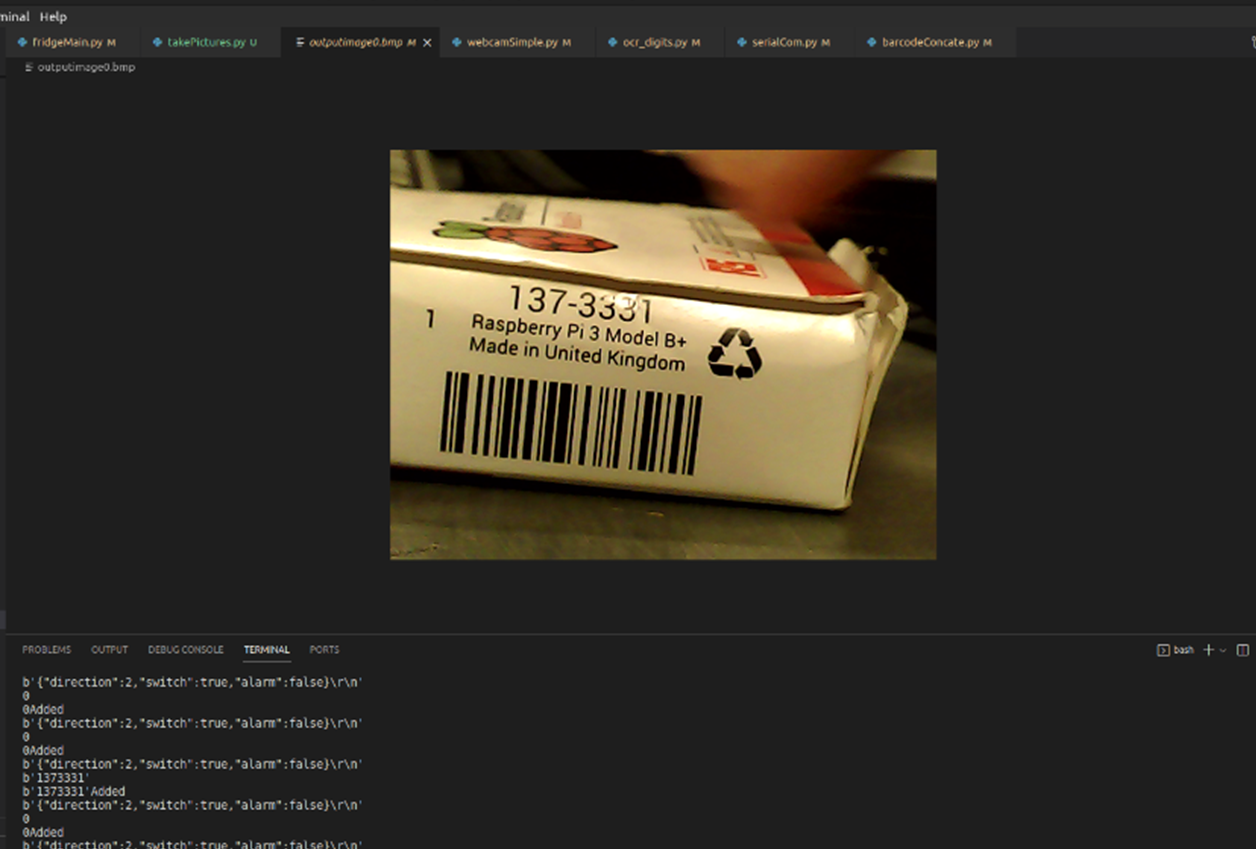 minal Help
fridgeMain.py M
takePictures.py U
outputimage0.bmp M
webcamSimple.py M
ocr_digits.py M
serialCom.py M
barcodeConcate.py M
outputimage0.bmp
RS
137-3331
1
Raspberry Pi 3 Model B+
Made in United Kingdom
PROBLEMS OUTPUT DEBUG CONSOLE TERMINAL PORTS
bash
b'{"direction":2,"switch":true,"alarm":false}\r\n'
0
0Added
b'{"direction":2,"switch":true,"alarm":false}\r\n'
0
0Added
b'{"direction":2,"switch":true,"alarm":false}\r\n'
b'1373331'
b'1373331'Added
b'{"direction":2,"switch":true,"alarm":false}\r\n'
0
0Added
b'{"direction":2,"switch":true,"alarm":false}\r\n'